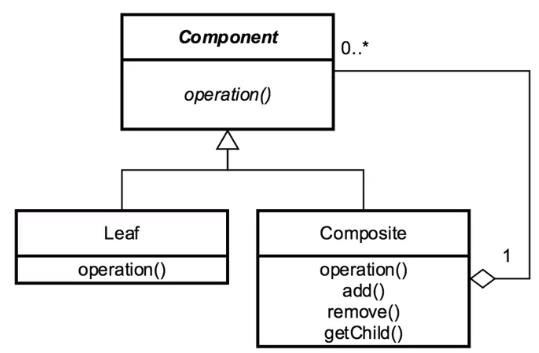 Component
0..*
operation()
Leaf
operation()
Composite
operation()
add()
remove()
getChild()
1